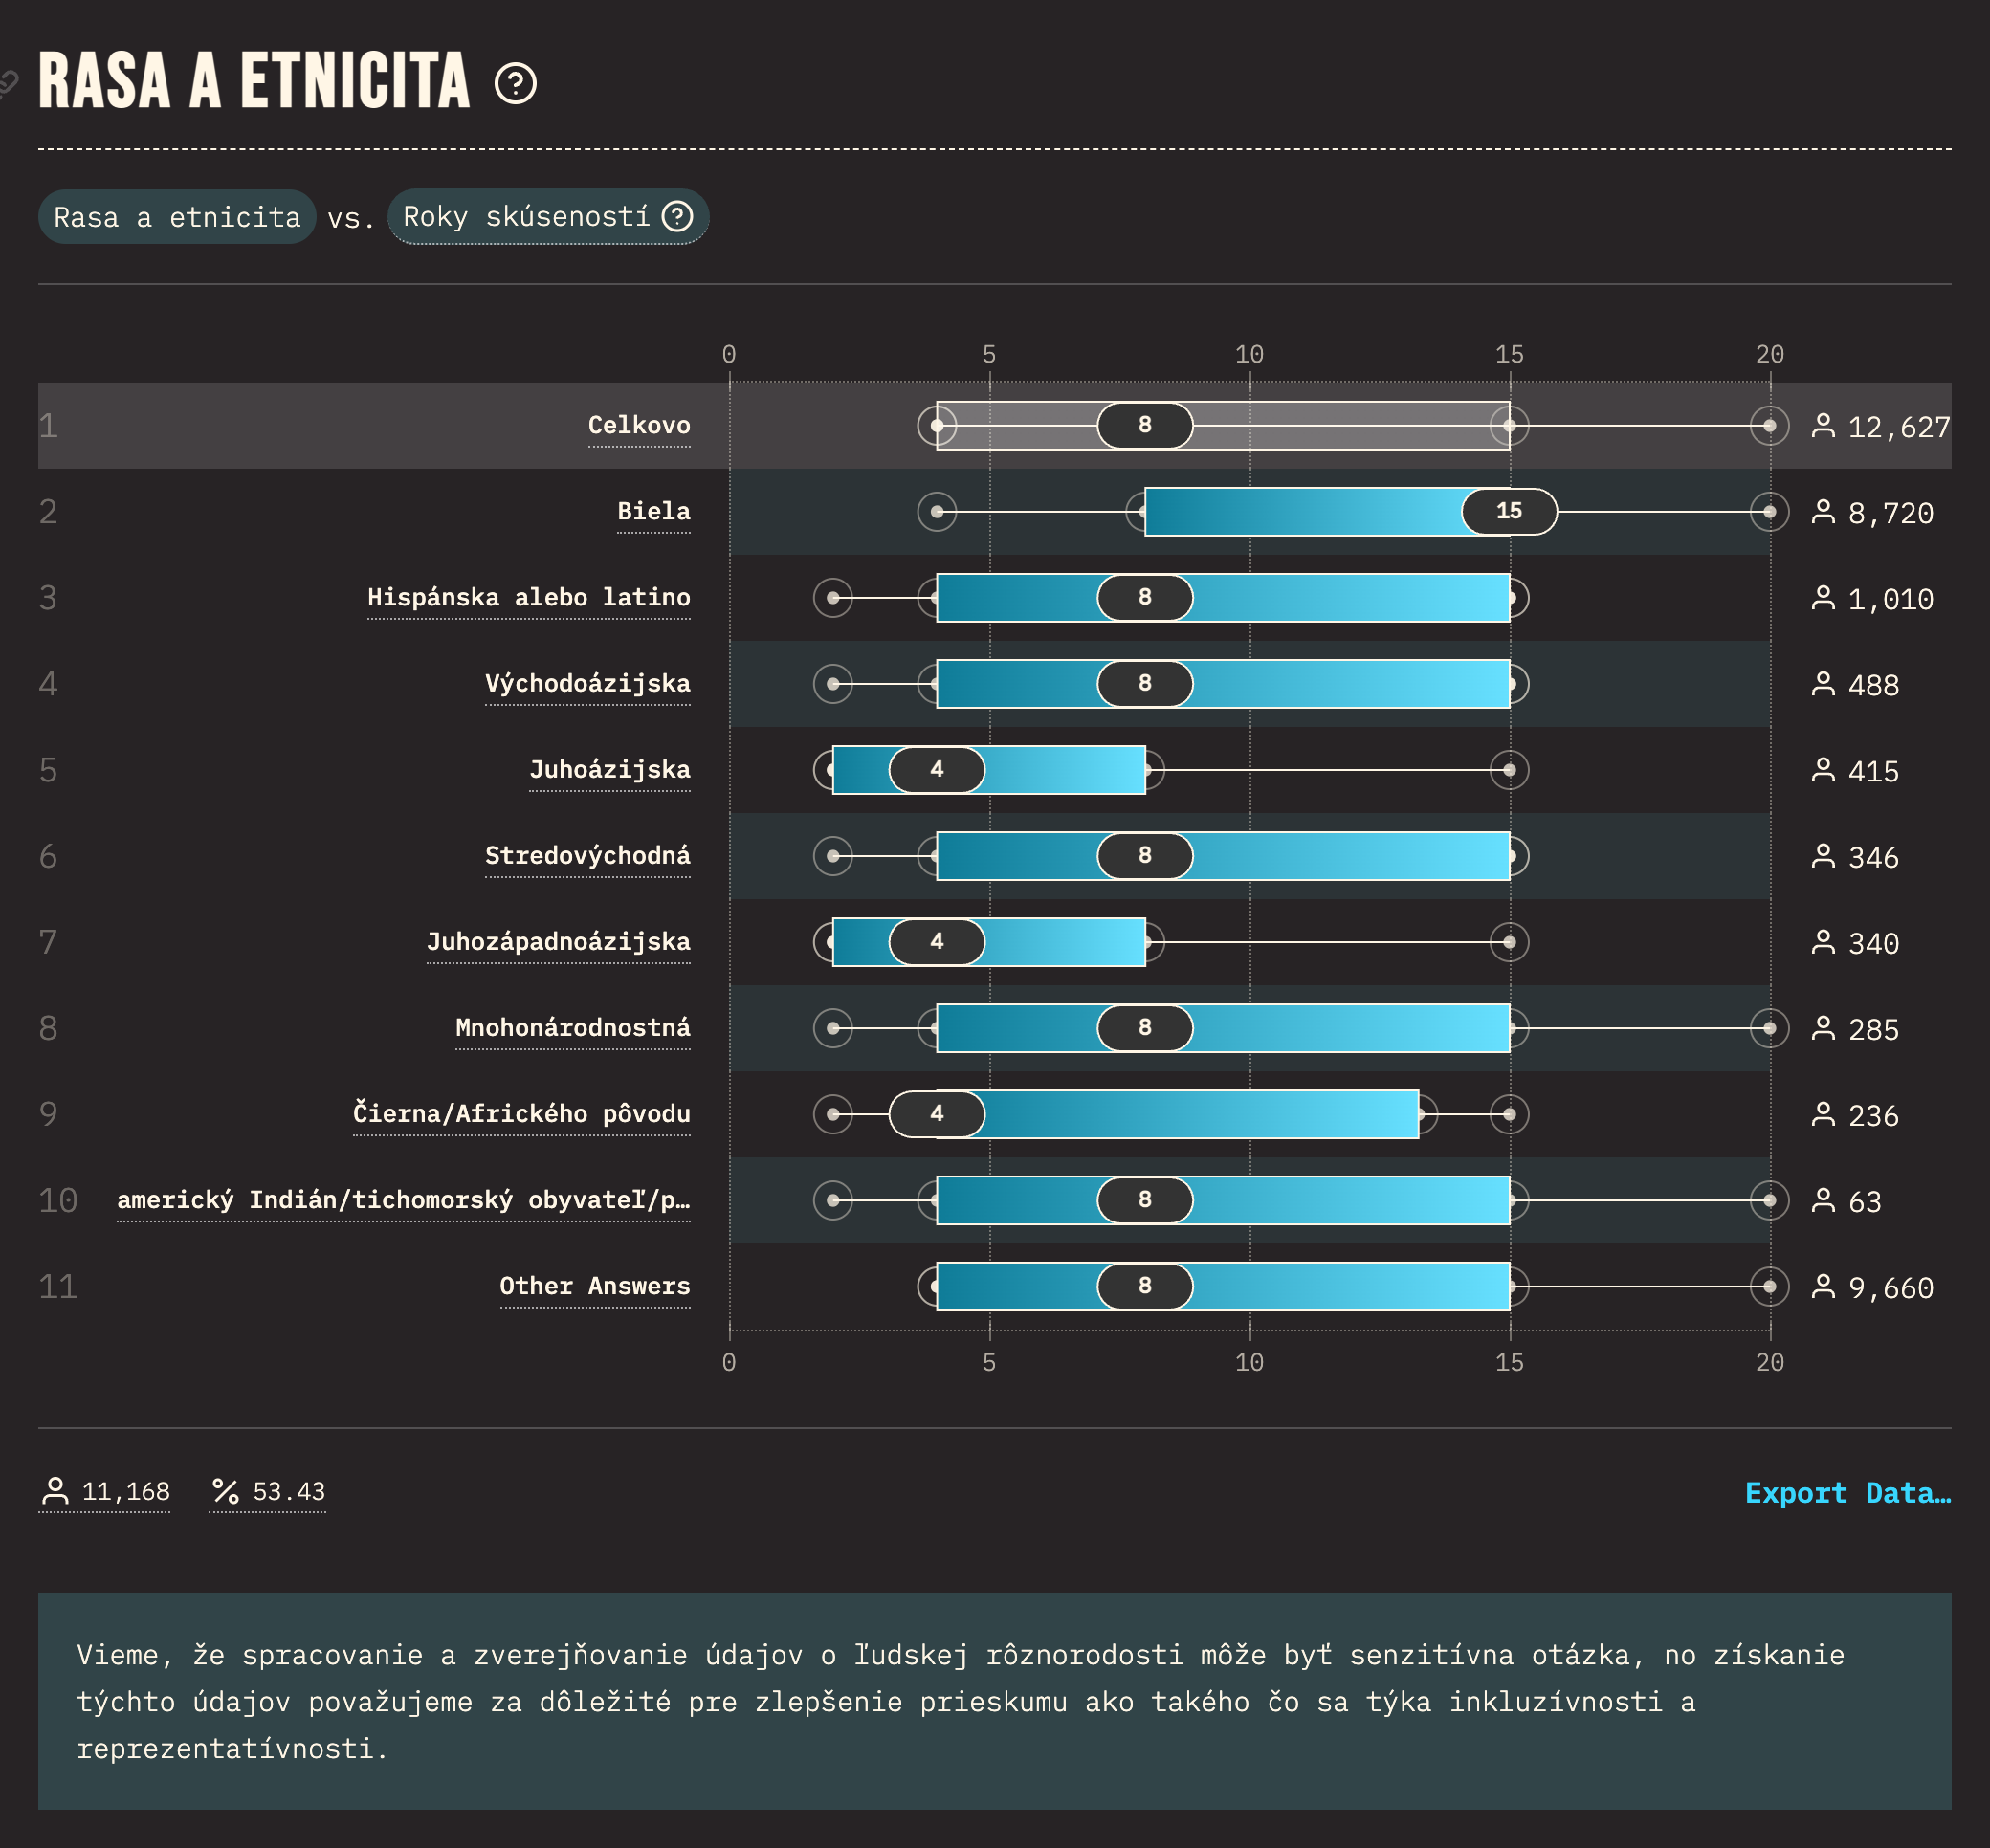 RASA A ETNICITA
Rasa a etnicita vs. Roky skúseností
0 5 10 15 20
1 Celkovo 8 12,627
2 Biela 15 8,720
3 Hispánska alebo latino 8 1,010
4 Východoázijska 8 488
5 Juhoázijska 4 415
6 Stredovýchodná 8 346
7 Juhozápadnoázijska 4 340
8 Mnohonárodnostná 8 285
9 Čierna/Afrického pôvodu 4 236
10 americký Indián/tichomorský obyvateľ/p… 8 63
11 Other Answers 8 9,660
0 5 10 15 20
11,168 % 53.43 Export Data…
Vieme, že spracovanie a zverejňovanie údajov o ľudskej rôznorodosti môže byť senzitívna otázka, no získanie
týchto údajov považujeme za dôležité pre zlepšenie prieskumu ako takého čo sa týka inkluzívnosti a
reprezentatívnosti.